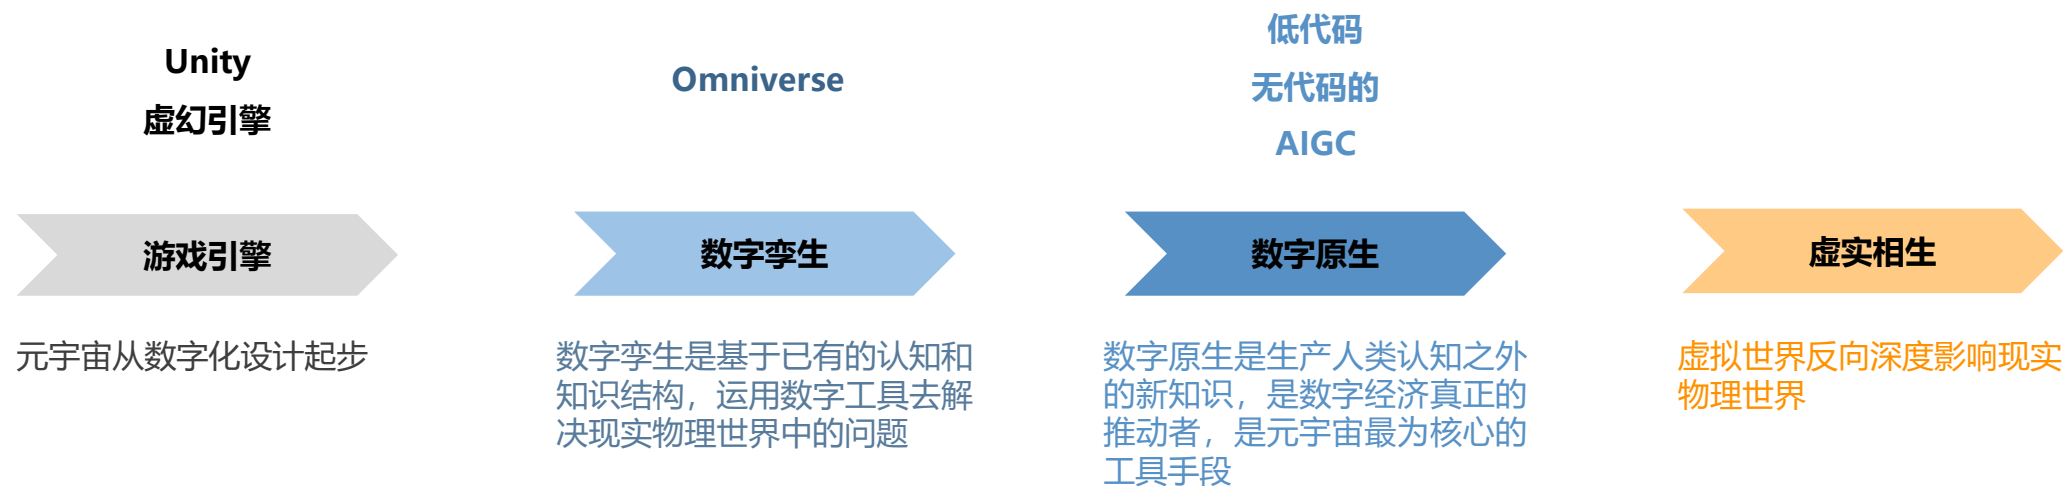 Unity
虚幻引擎
Omniverse
低代码
无代码的
AIGC
游戏引擎
数字孪生
数字原生
虚实相生
元宇宙从数字化设计起步
数字孪生是基于已有的认知和
知识结构，运用数字工具去解
决现实物理世界中的问题
数字原生是生产人类认知之外
的新知识，是数字经济真正的
推动者，是元宇宙最为核心的
工具手段
虚拟世界反向深度影响现实
物理世界